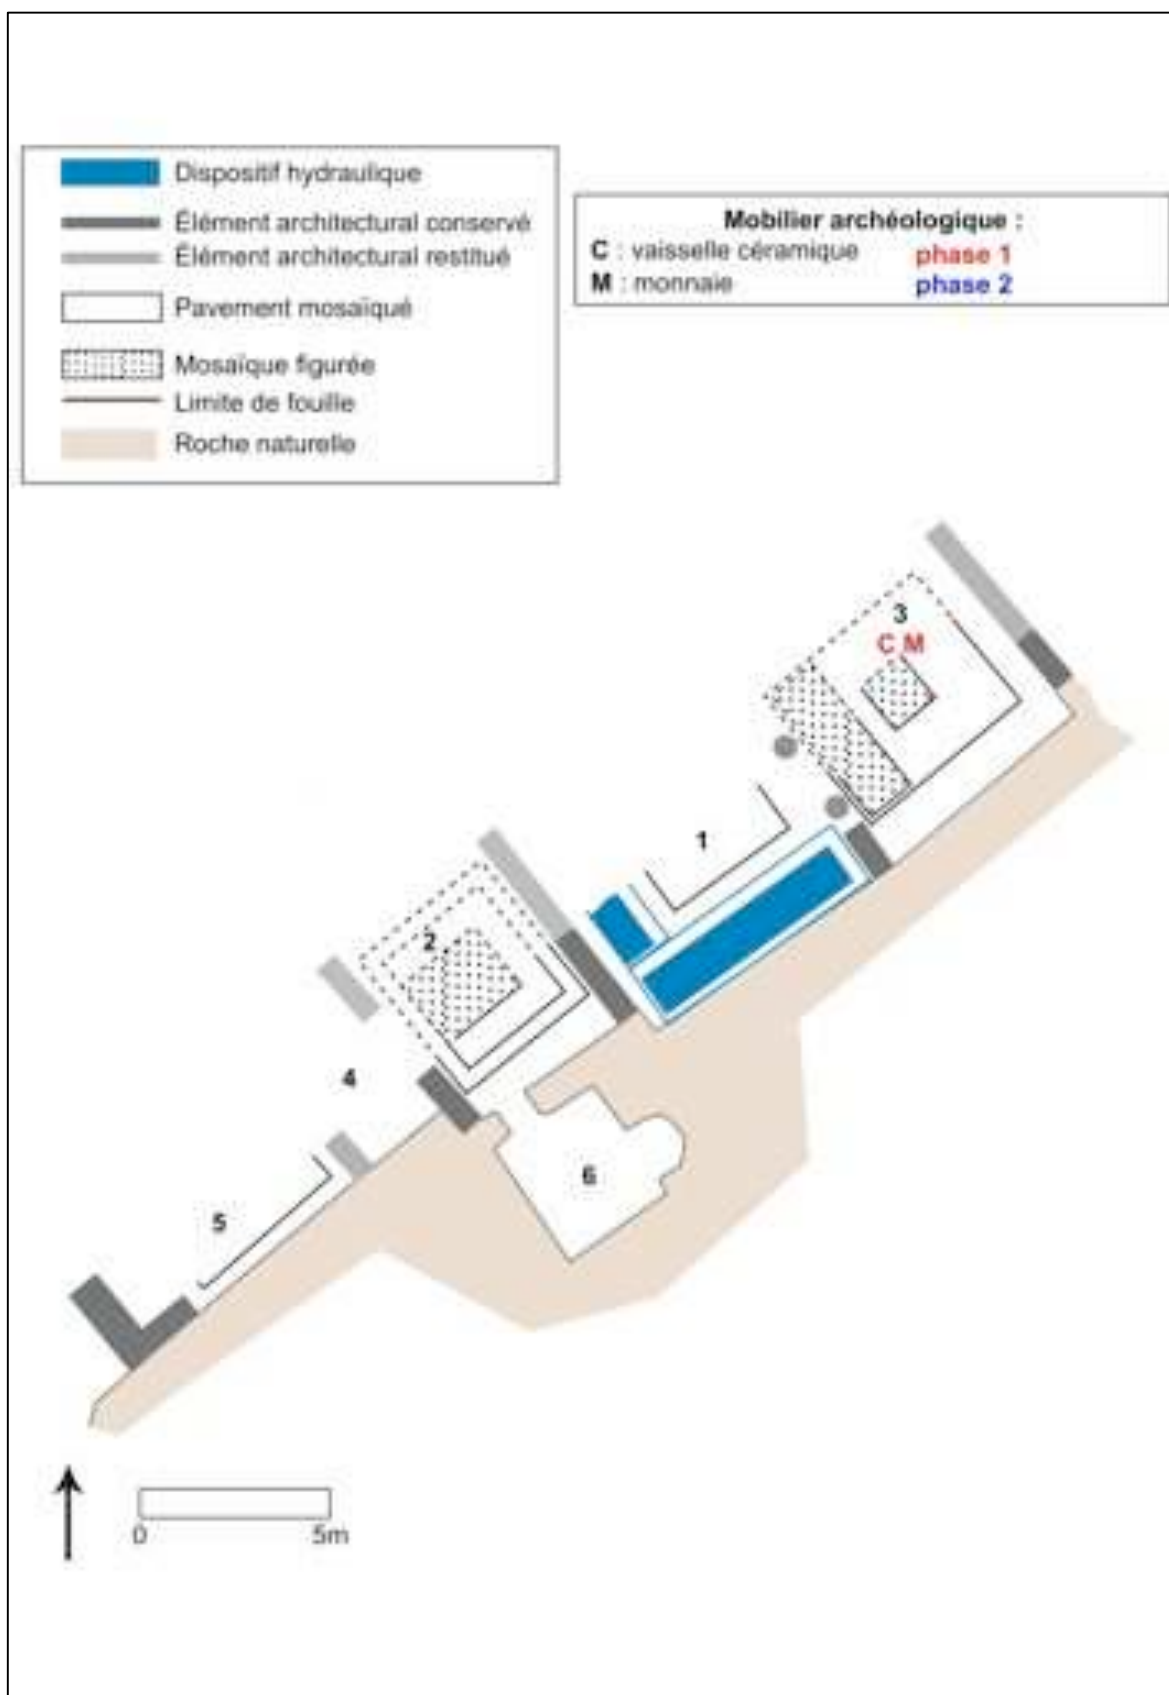 Dispositif hydraulique
Élément architectural conservé
Élément architectural restitué
Pavement mosaïqué
Mosaïque figurée
Limite de fouille
Roche naturelle
Mobilier archéologique :
C : vaisselle céramique phase 1
M : monnaie phase 2
3
C M
1
2
4
6
5
0 5m